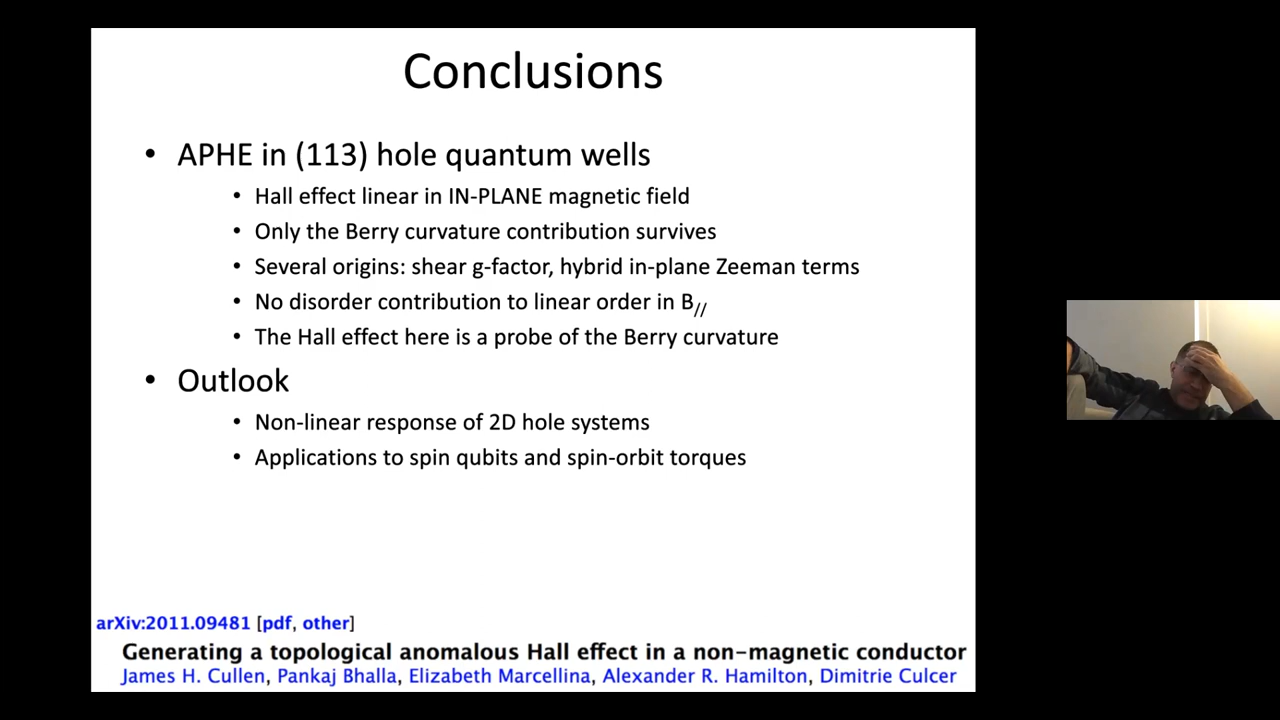 Conclusions
• APHE in (113) hole quantum wells
• Hall effect linear in IN-PLANE magnetic field
• Only the Berry curvature contribution survives
• Several origins: shear g-factor, hybrid in-plane Zeeman terms
• No disorder contribution to linear order in B//
• The Hall effect here is a probe of the Berry curvature
• Outlook
• Non-linear response of 2D hole systems
• Applications to spin qubits and spin-orbit torques
arXiv:2011.09481 [pdf, other]
Generating a topological anomalous Hall effect in a non-magnetic conductor
James H. Cullen, Pankaj Bhalla, Elizabeth Marcellina, Alexander R. Hamilton, Dimitrie Culcer